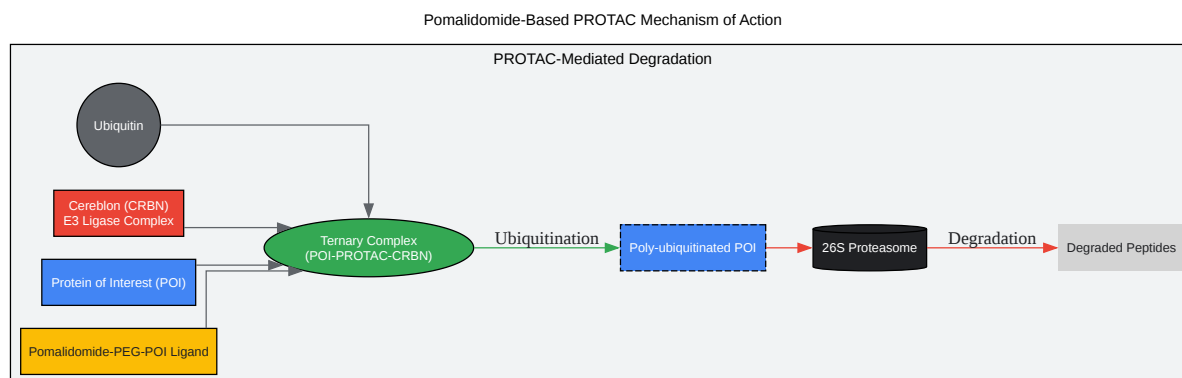 Pomalidomide-Based PROTAC Mechanism of Action
PROTAC-Mediated Degradation
Ubiquitin
Cereblon (CRBN)
E3 Ligase Complex
Protein of Interest (POI)
Pomalidomide-PEG-POI Ligand
Ternary Complex
(POI-PROTAC-CRBN)
Ubiquitination
Poly-ubiquitinated POI
26S Proteasome
Degradation
Degraded Peptides